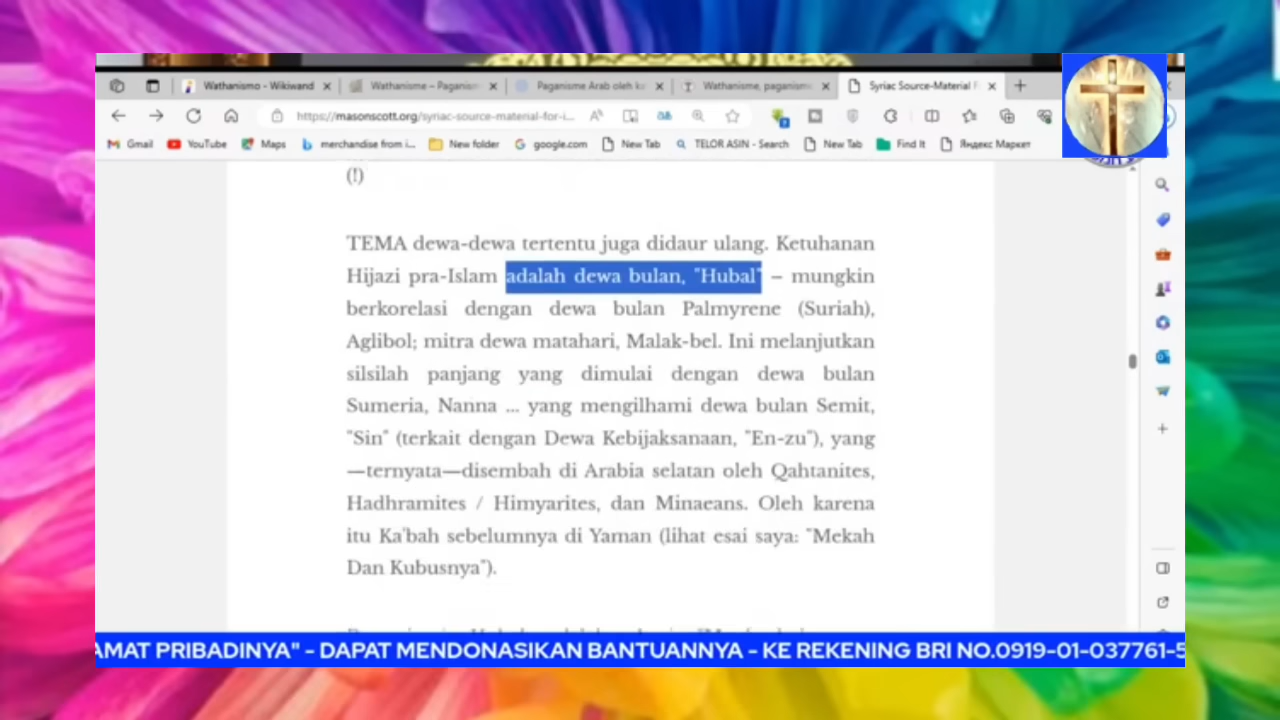 Wathanismo - Wikiwand
Wathanisme – Paganism
Paganisme Arab oleh k
Wathanisme, paganism
Syriac Source-Material F
https://masonscott.org/syriac-source-material-for-i...
Gmail
YouTube
Maps
merchandise from i...
New folder
google.com
New Tab
TELOR ASIN - Search
New Tab
Find It
Яндекс Маркет
(!)
TEMA dewa-dewa tertentu juga didaur ulang. Ketuhanan
Hijazi pra-Islam adalah dewa bulan, "Hubal" – mungkin
berkorelasi dengan dewa bulan Palmyrene (Suriah),
Aglibol; mitra dewa matahari, Malak-bel. Ini melanjutkan
silsilah panjang yang dimulai dengan dewa bulan
Sumeria, Nanna ... yang mengilhami dewa bulan Semit,
"Sin" (terkait dengan Dewa Kebijaksanaan, "En-zu"), yang
—ternyata—disembah di Arabia selatan oleh Qahtanites,
Hadhramites / Himyarites, dan Minaeans. Oleh karena
itu Ka'bah sebelumnya di Yaman (lihat esai saya: "Mekah
Dan Kubusnya").
AMAT PRIBADINYA" - DAPAT MENDONASIKAN BANTUANNYA - KE REKENING BRI NO.0919-01-037761-5